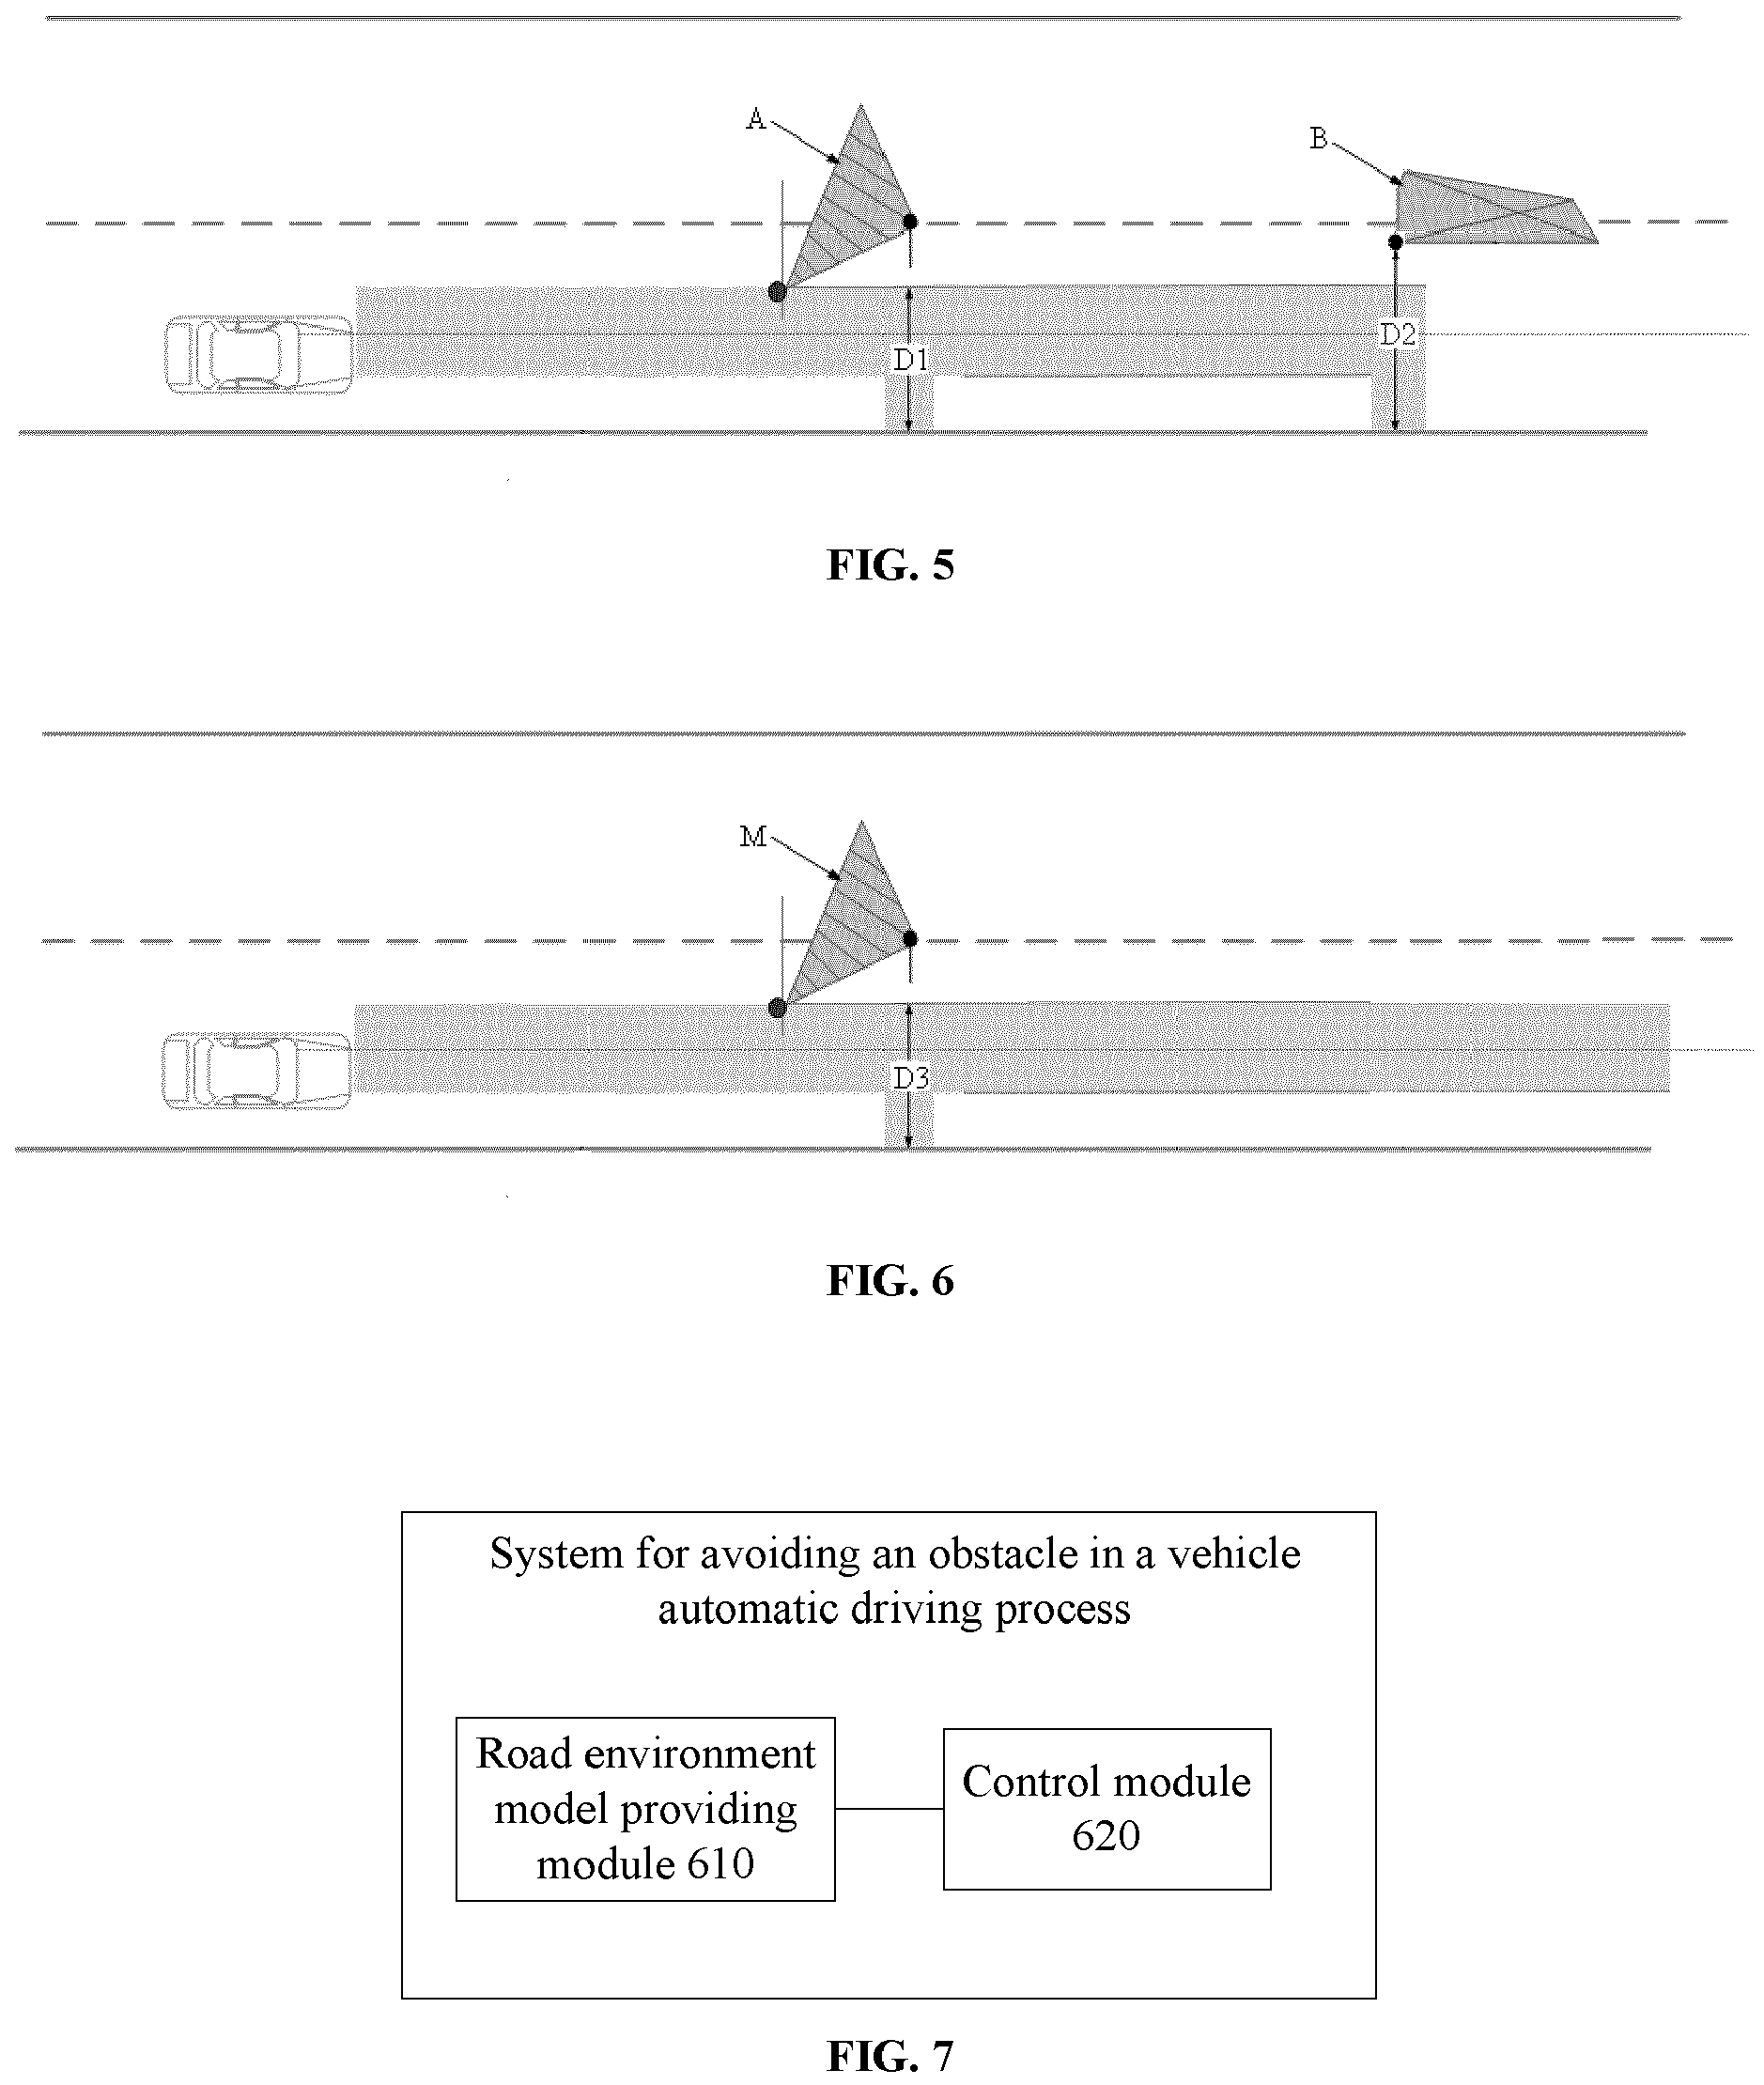 A
B
D1
D2
FIG. 5
M
D3
FIG. 6
System for avoiding an obstacle in a vehicle
automatic driving process
Road environment
model providing
module 610
Control module
620
FIG. 7